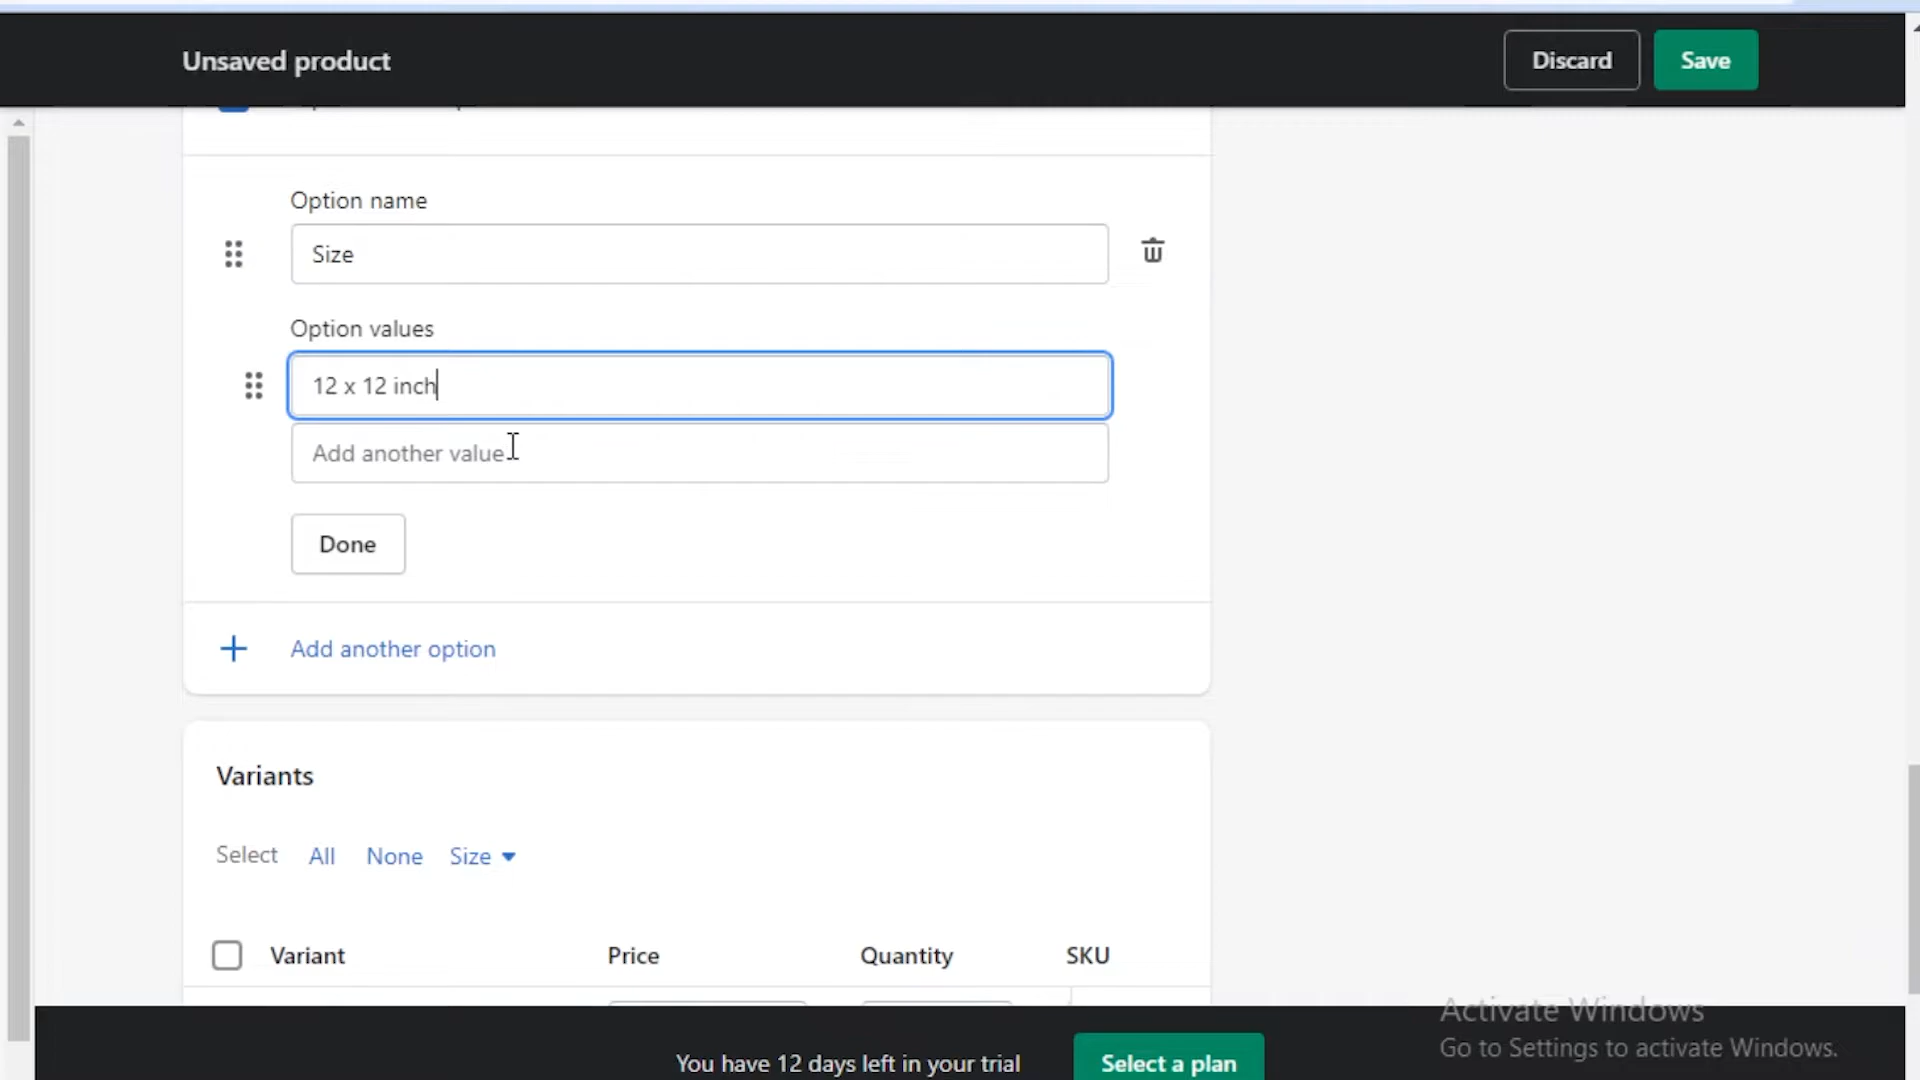 Unsaved product
Discard
Save
Option name
Size
Option values
12 x 12 inch
Add another value
Done
Add another option
Variants
Select All None Size
Variant Price Quantity SKU
Activate Windows
Go to Settings to activate Windows.
You have 12 days left in your trial
Select a plan